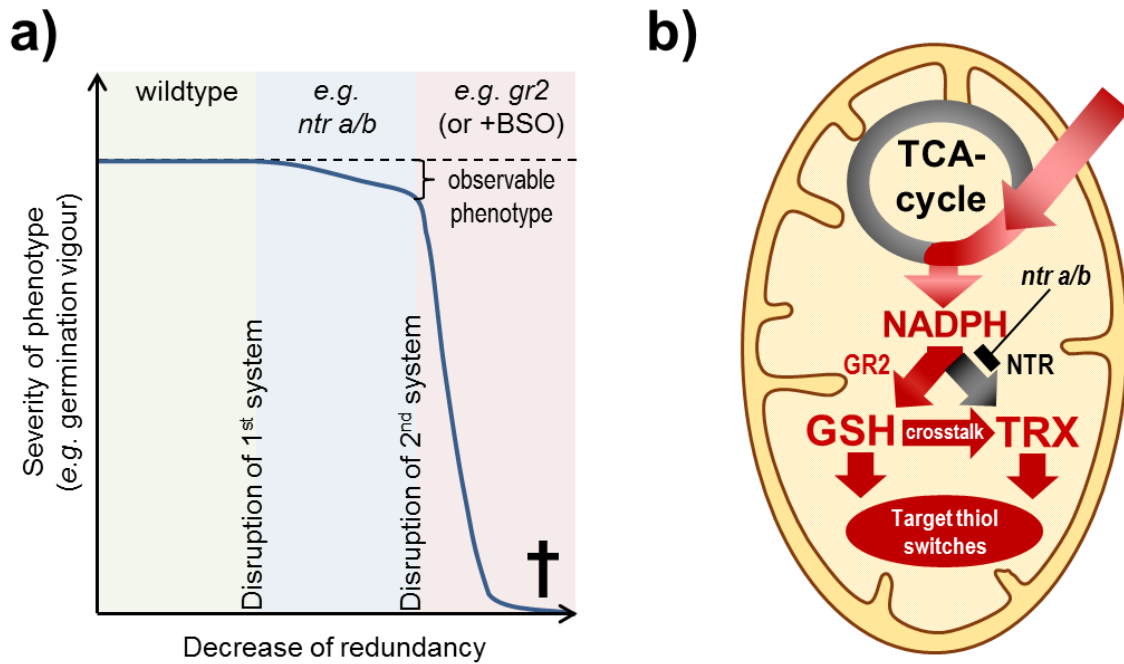 a)
wildtype
e.g.
ntr a/b
e.g. gr2
(or +BSO)
observable
phenotype
Severity of phenotype
(e.g. germination vigour)
Disruption of 1st system
Disruption of 2nd system
†
Decrease of redundancy
b)
TCA-
cycle
ntr a/b
NADPH
GR2
NTR
GSH
crosstalk
TRX
Target thiol
switches